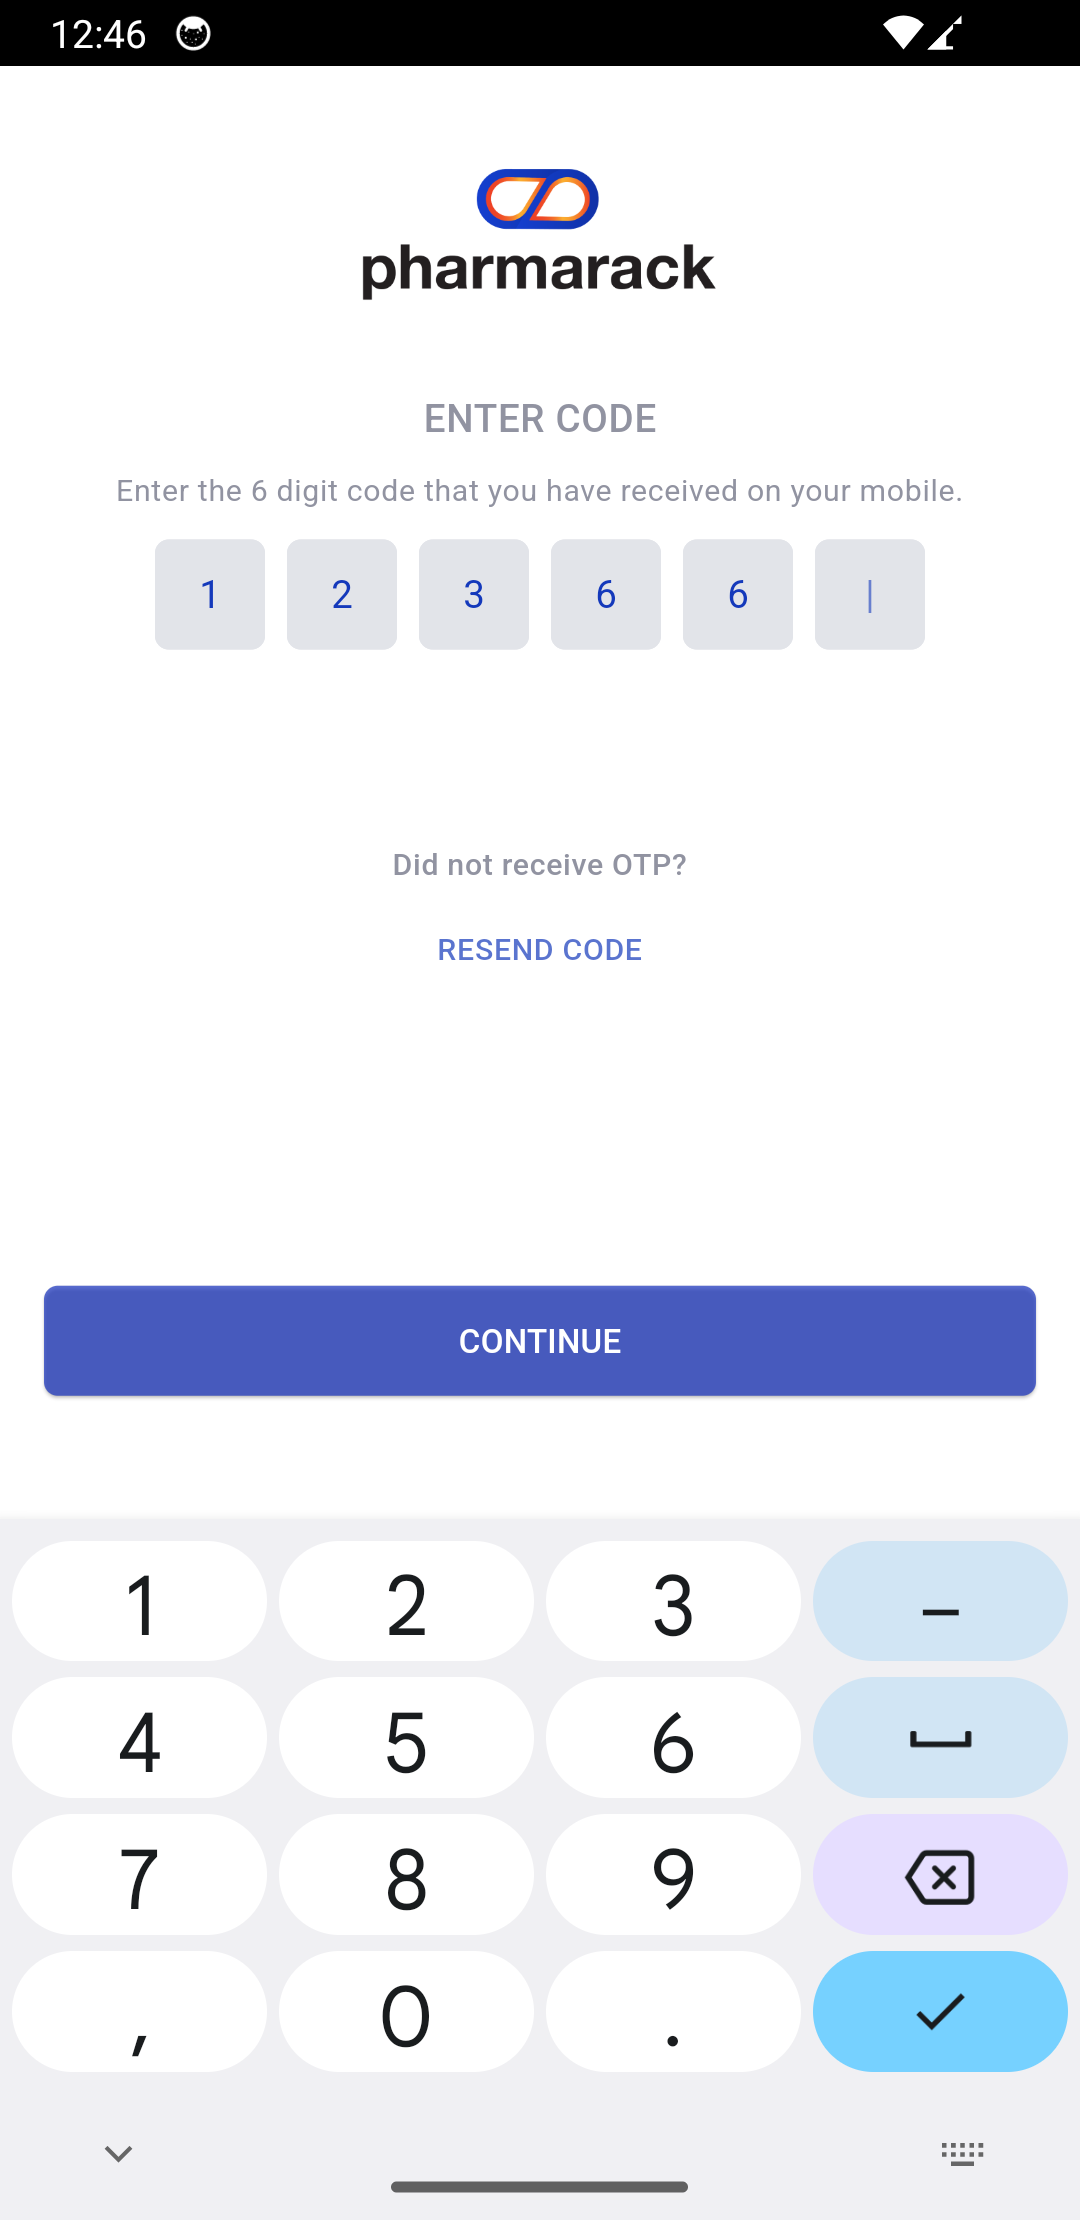 12:46
pharmarack
ENTER CODE
Enter the 6 digit code that you have received on your mobile.
1 2 3 6 6
Did not receive OTP?
RESEND CODE
CONTINUE
1 2 3 –
4 5 6
7 8 9
, 0 .